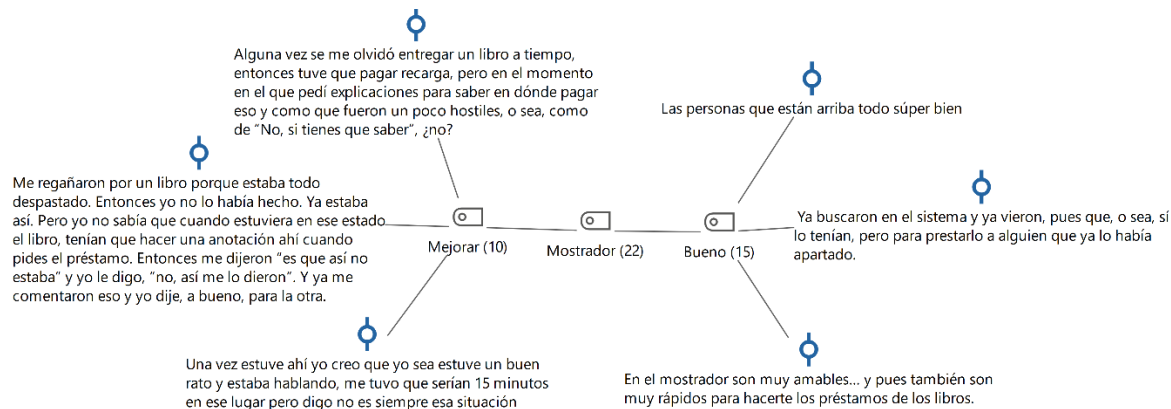 Alguna vez se me olvidó entregar un libro a tiempo,
entonces tuve que pagar recarga, pero en el momento
en el que pedí explicaciones para saber en dónde pagar
eso y como que fueron un poco hostiles, o sea, como
de “No, si tienes que saber”, ¿no?
Las personas que están arriba todo súper bien
Me regañaron por un libro porque estaba todo
despastado. Entonces yo no lo había hecho. Ya estaba
así. Pero yo no sabía que cuando estuviera en ese estado
el libro, tenían que hacer una anotación ahí cuando
pides el préstamo. Entonces me dijeron “es que así no
estaba” y yo le digo, “no, así me lo dieron”. Y ya me
comentaron eso y yo dije, a bueno, para la otra.
Mejorar (10)
Mostrador (22)
Bueno (15)
Ya buscaron en el sistema y ya vieron, pues que, o sea, sí
lo tenían, pero para prestarlo a alguien que ya lo había
apartado.
Una vez estuve ahí yo creo que yo sea estuve un buen
rato y estaba hablando, me tuvo que serían 15 minutos
en ese lugar pero digo no es siempre esa situación
En el mostrador son muy amables... y pues también son
muy rápidos para hacerte los préstamos de los libros.